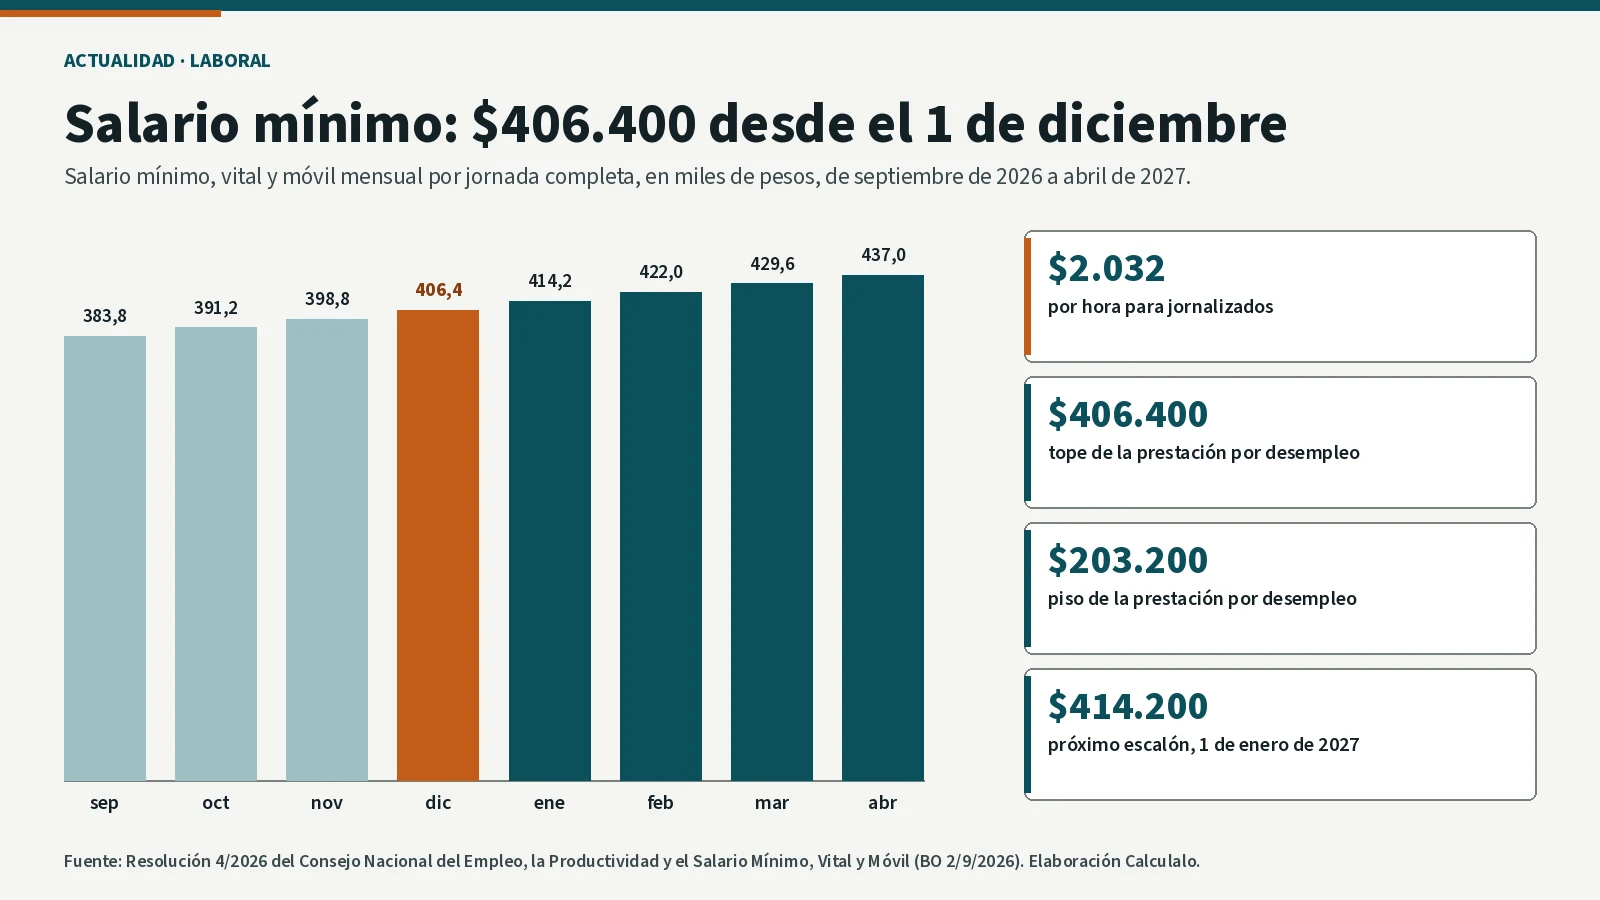 ACTUALIDAD · LABORAL
Salario mínimo: $406.400 desde el 1 de diciembre
Salario mínimo, vital y móvil mensual por jornada completa, en miles de pesos, de septiembre de 2026 a abril de 2027.
383,8
391,2
398,8
406,4
414,2
422,0
429,6
437,0
sep
oct
nov
dic
ene
feb
mar
abr
$2.032
por hora para jornalizados
$406.400
tope de la prestación por desempleo
$203.200
piso de la prestación por desempleo
$414.200
próximo escalón, 1 de enero de 2027
Fuente: Resolución 4/2026 del Consejo Nacional del Empleo, la Productividad y el Salario Mínimo, Vital y Móvil (BO 2/9/2026). Elaboración Calculalo.